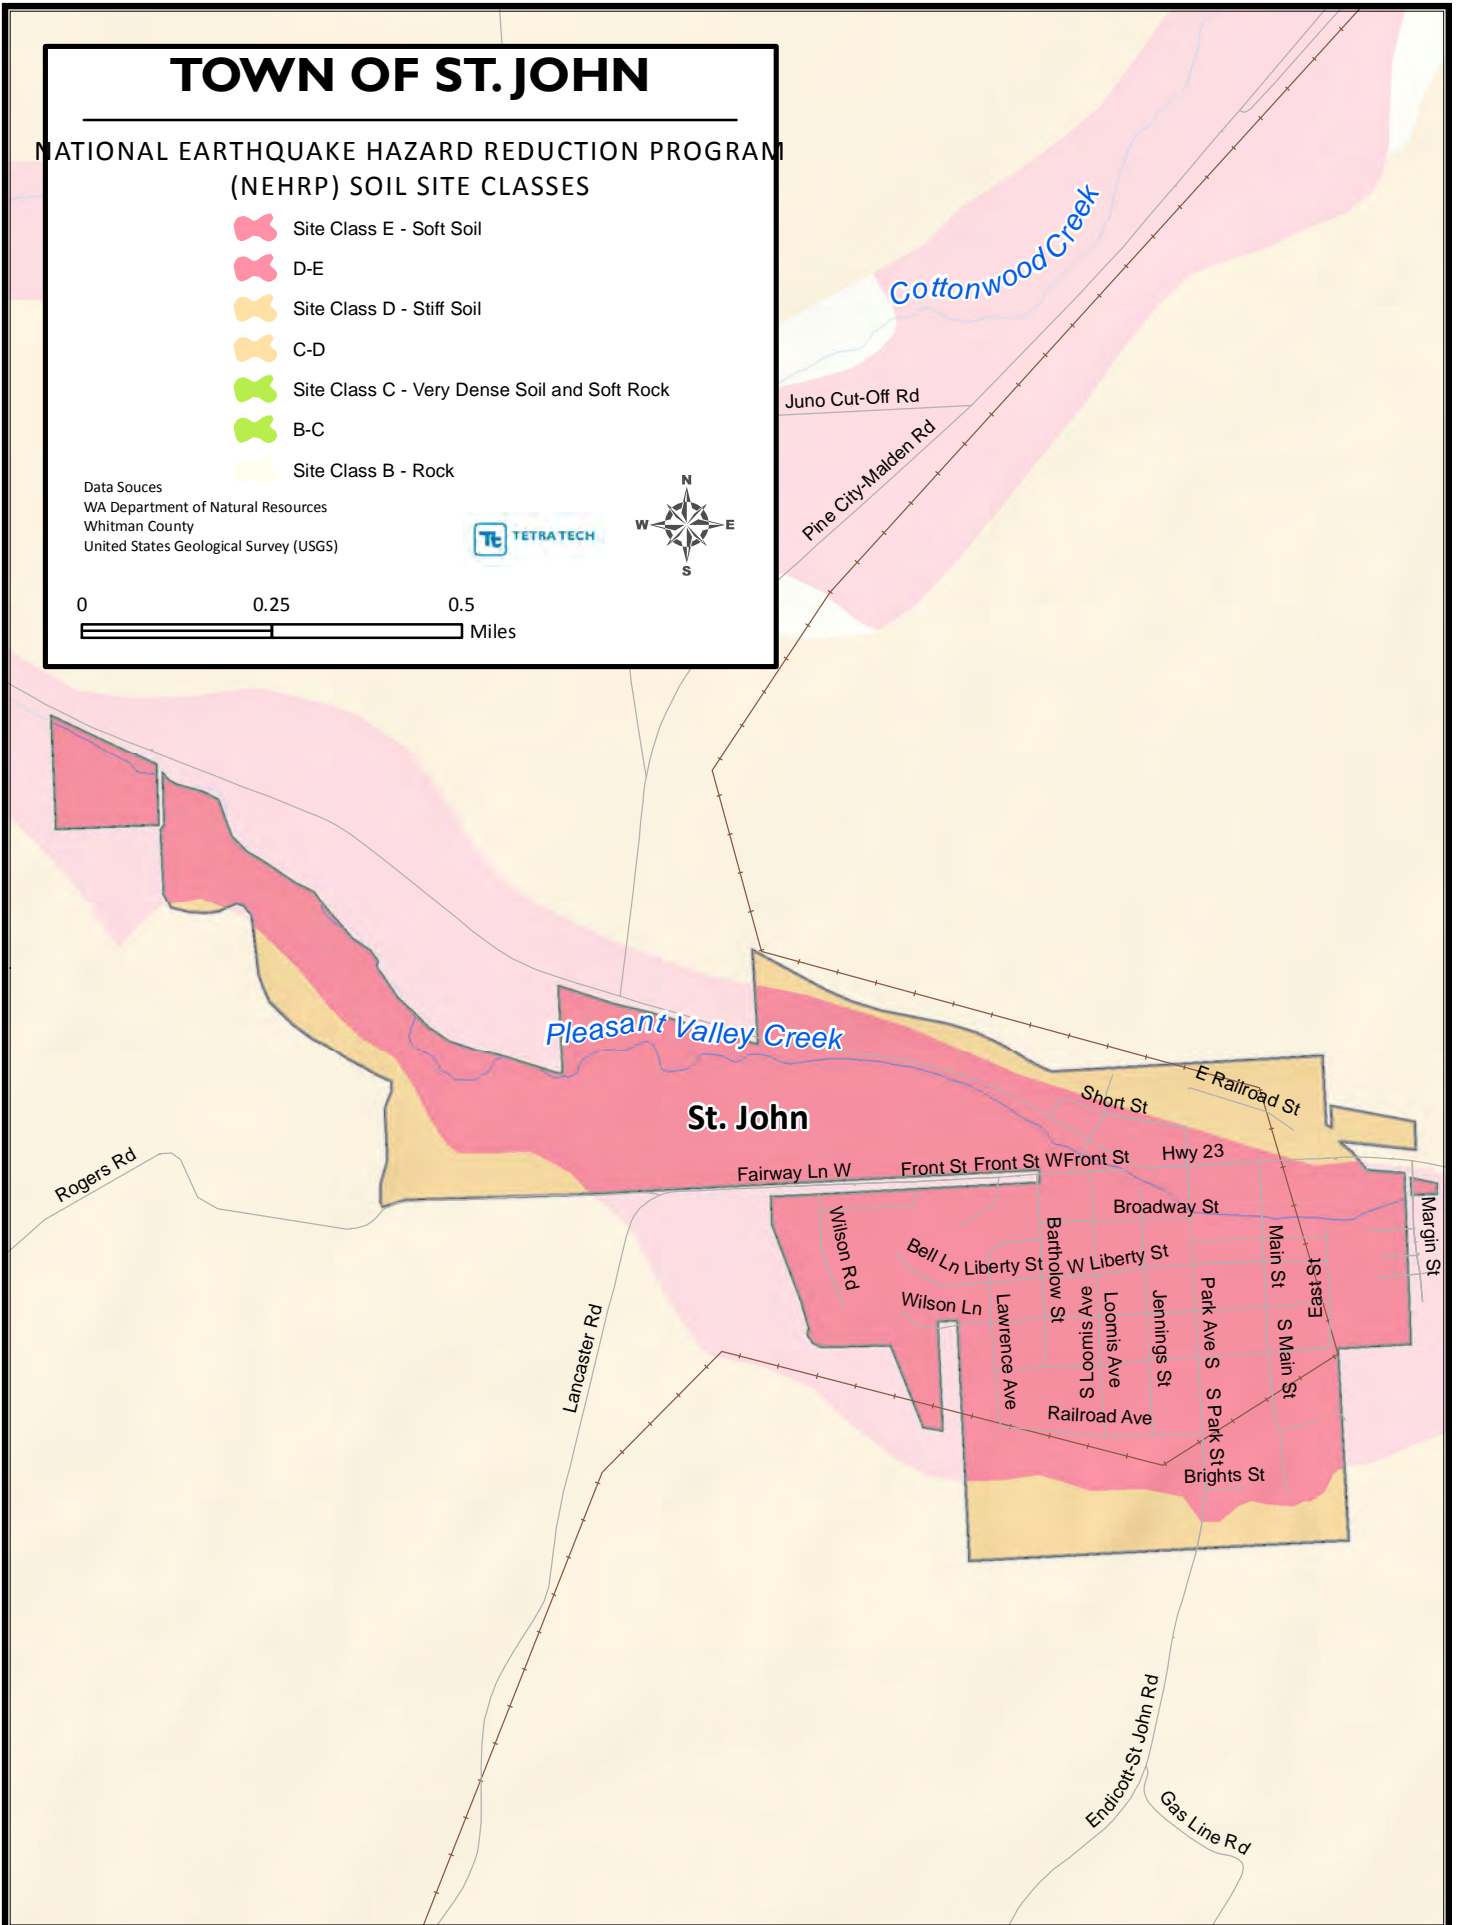 TOWN OF ST. JOHN
NATIONAL EARTHQUAKE HAZARD REDUCTION PROGRAM
(NEHRP) SOIL SITE CLASSES
Site Class E - Soft Soil
D-E
Site Class D - Stiff Soil
C-D
Site Class C - Very Dense Soil and Soft Rock
B-C
Site Class B - Rock
Data Souces
WA Department of Natural Resources
Whitman County
United States Geological Survey (USGS)
Tt TETRA TECH
N
W E
S
0 0.25 0.5
Miles
Cottonwood Creek
Juno Cut-Off Rd
Pine City-Malden Rd
Pleasant Valley Creek
St. John
Short St
E Railroad St
Rogers Rd
Fairway Ln W
Front St
Front St
W Front St
Hwy 23
Broadway St
Margin St
Wilson Rd
Bell Ln
Liberty St
W Liberty St
Bartholow St
Main St
East St
Wilson Ln
Lawrence Ave
S Loomis Ave
Loomis Ave
Jennings St
Park Ave S
S Main St
Lancaster Rd
Railroad Ave
S Park St
Brights St
Endicott-St John Rd
Gas Line Rd